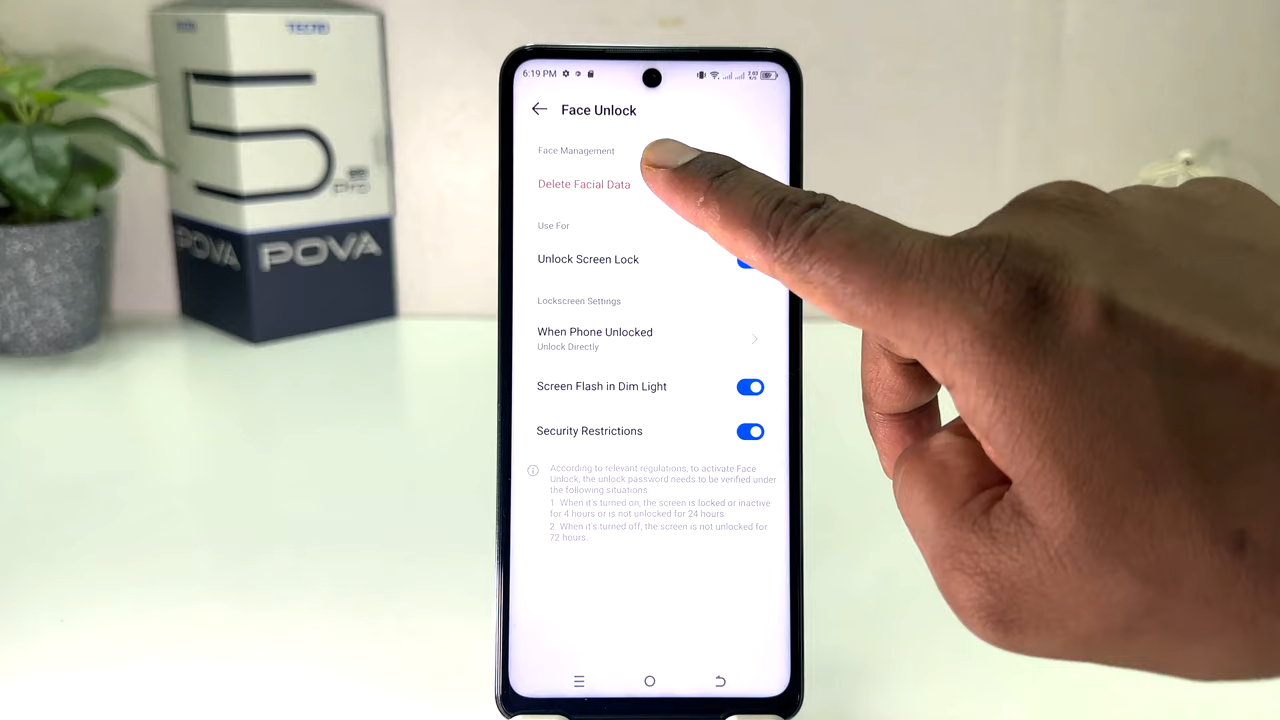 TECNO
5
pro
POVA
POVA
6:19 PM
Face Unlock
Face Management
Delete Facial Data
Use For
Unlock Screen Lock
Lockscreen Settings
When Phone Unlocked
Unlock Directly
Screen Flash in Dim Light
Security Restrictions
According to relevant regulations, to activate Face
Unlock, the unlock password needs to be verified under
the following situations
1. When it's turned on, the screen is locked or inactive
for 4 hours or is not unlocked for 24 hours
2. When it's turned off, the screen is not unlocked for
72 hours.